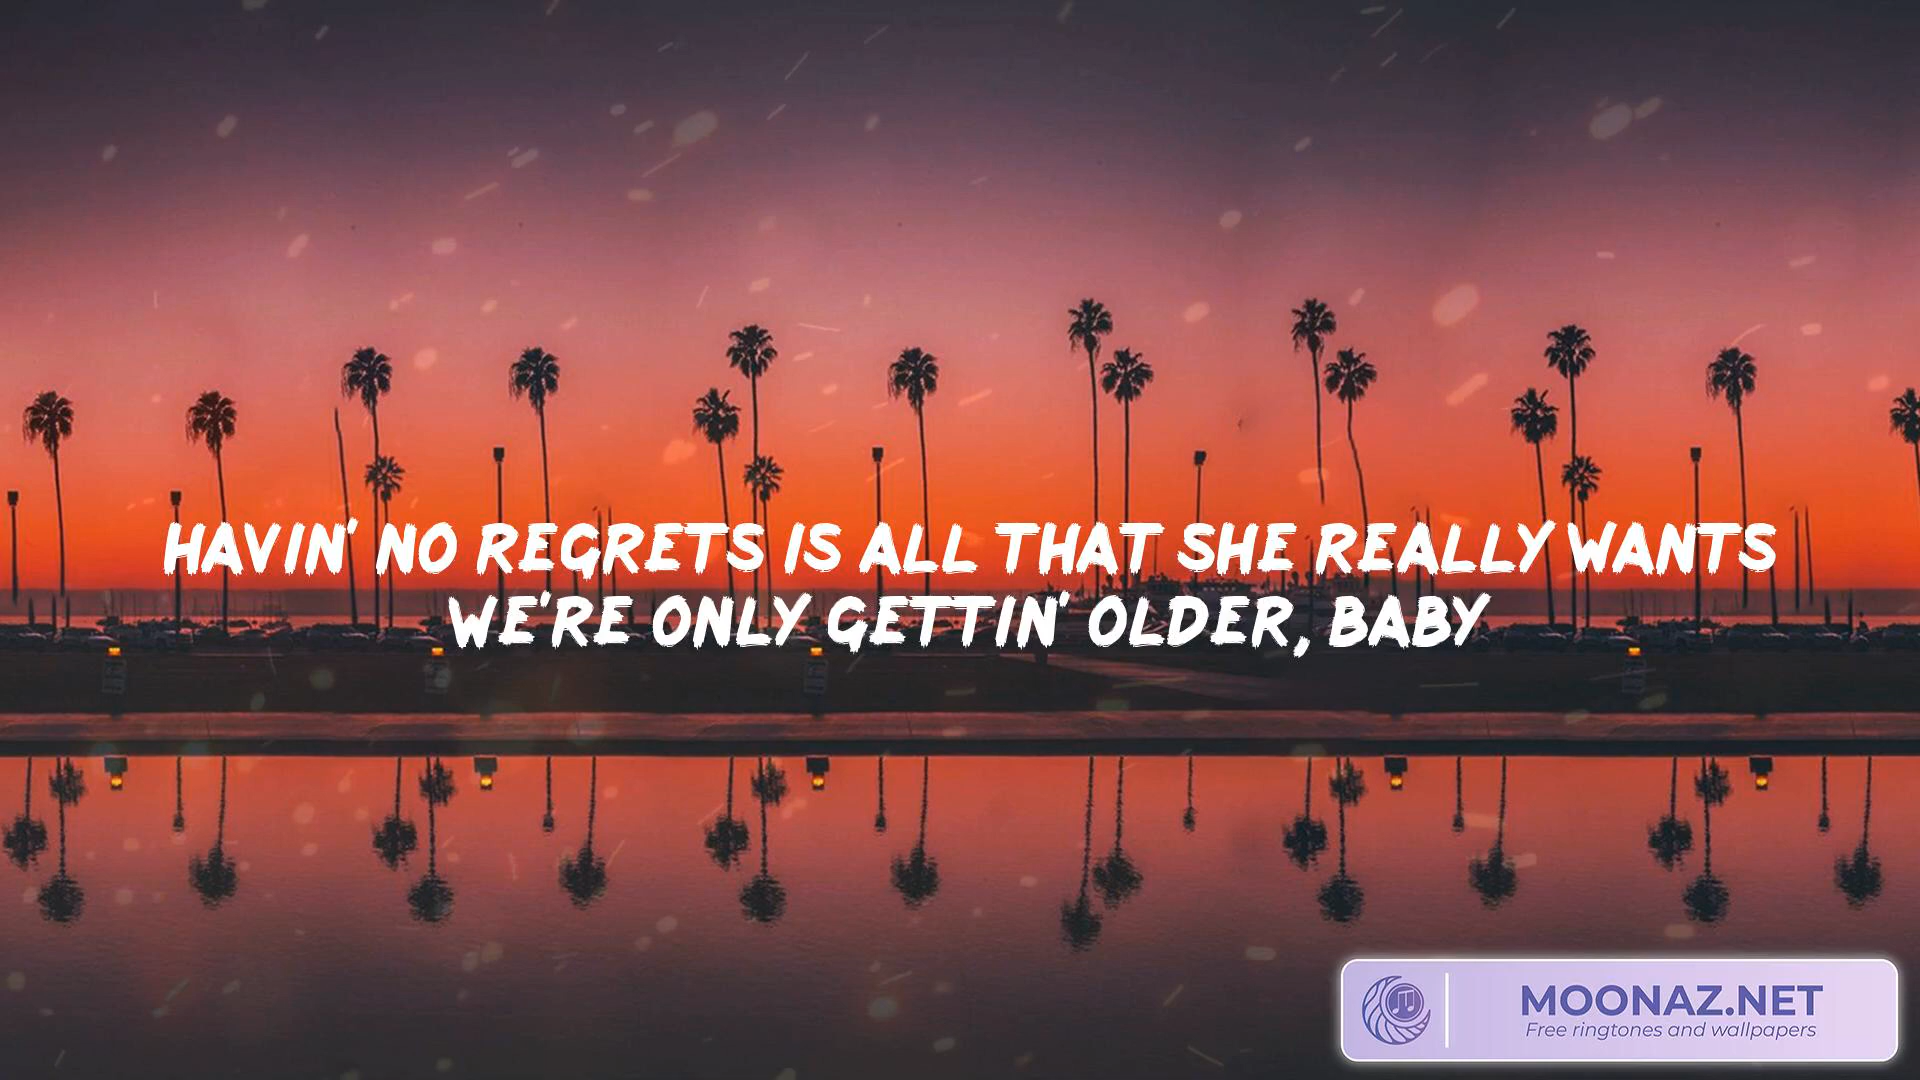 HAVIN' NO REGRETS IS ALL THAT SHE REALLY WANTS
WE'RE ONLY GETTIN' OLDER, BABY
MOONAZ.NET
Free ringtones and wallpapers